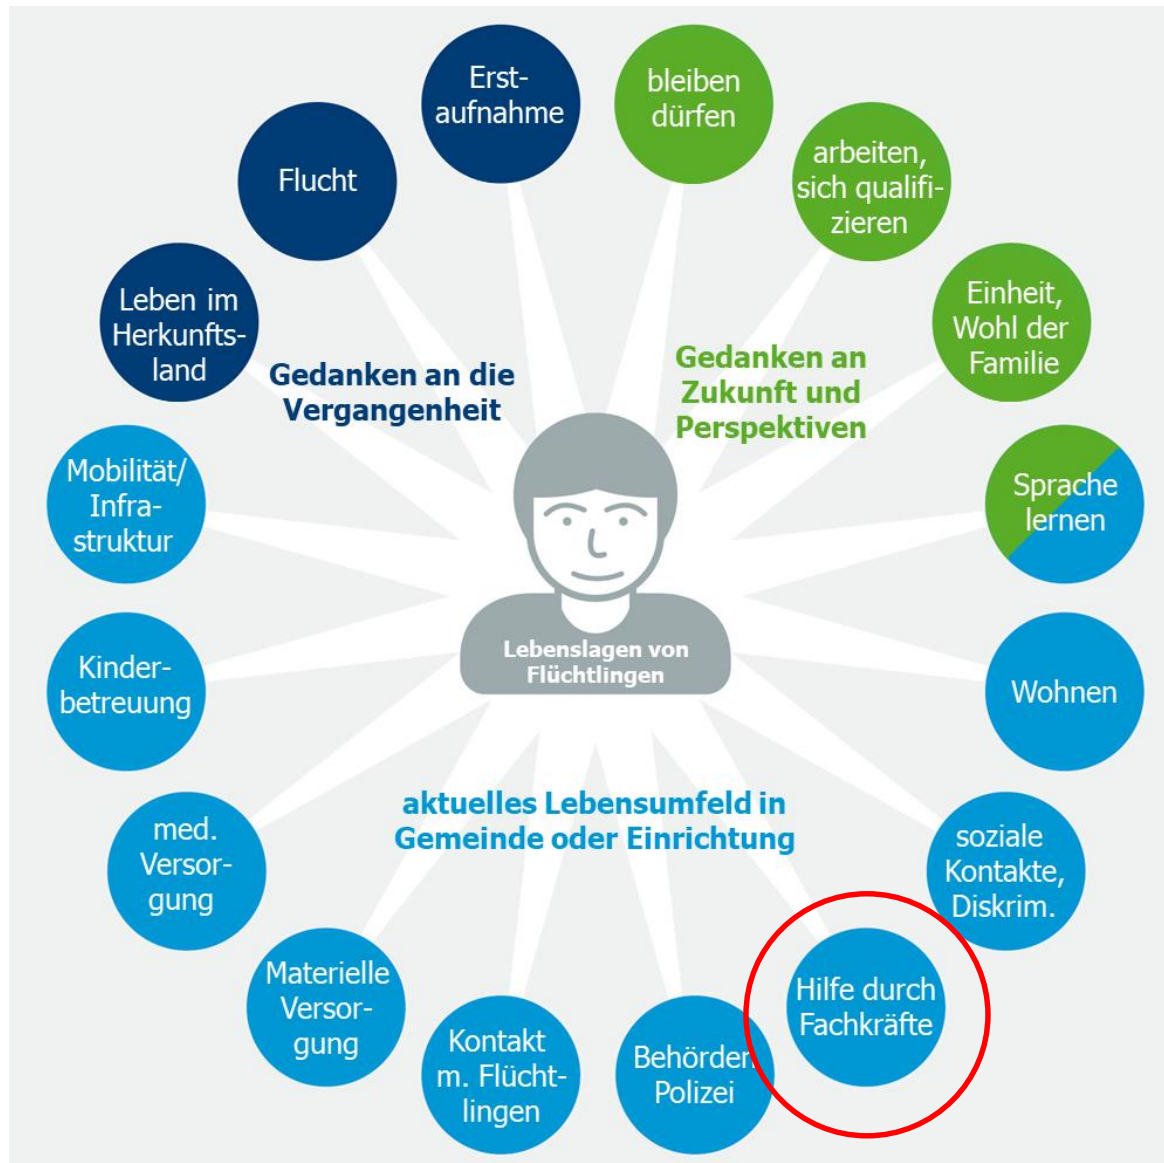 Erst-
aufnahme
bleiben
dürfen
Flucht
arbeiten,
sich qualifi-
zieren
Leben im
Herkunfts-
land
Einheit,
Wohl der
Familie
Gedanken an die
Vergangenheit
Gedanken an
Zukunft und
Perspektiven
Mobilität/
Infra-
struktur
Sprache
lernen
Lebenslagen von
Flüchtlingen
Kinder-
betreuung
Wohnen
aktuelles Lebensumfeld in
Gemeinde oder Einrichtung
med.
Versor-
gung
soziale
Kontakte,
Diskrim.
Materielle
Versor-
gung
Hilfe durch
Fachkräfte
Kontakt
m. Flücht-
lingen
Behörden
Polizei